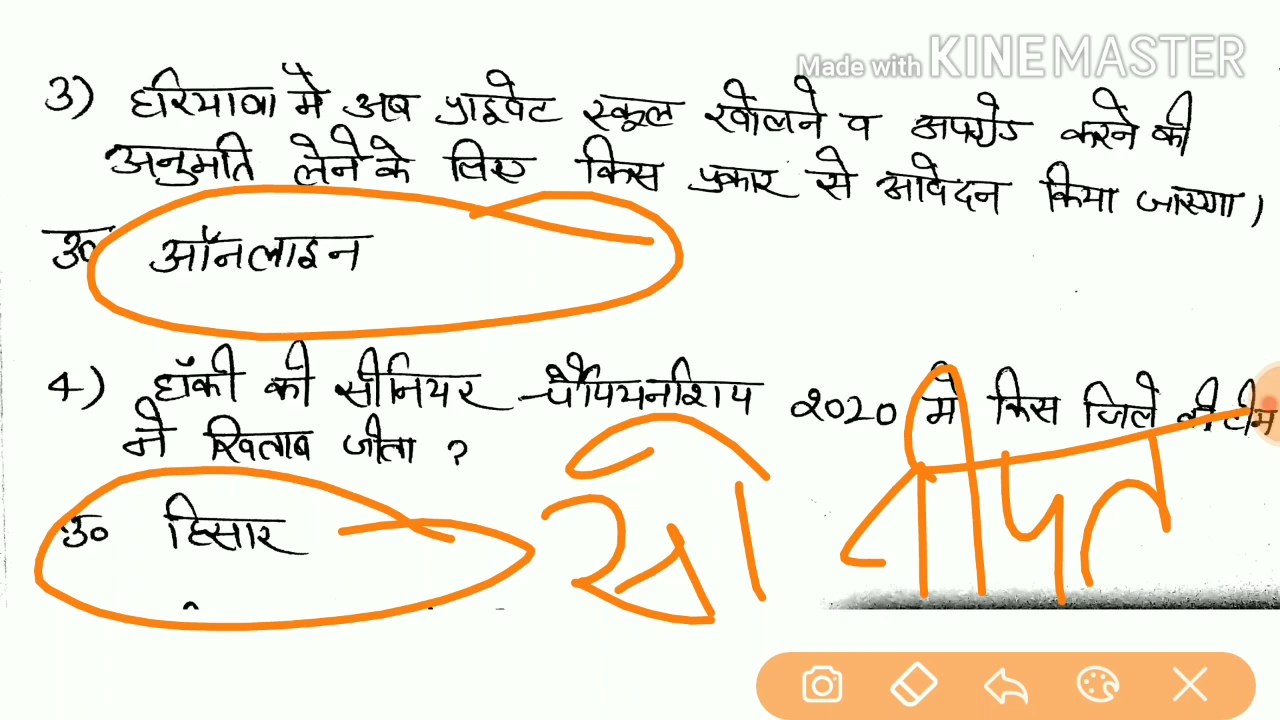 Made with KINEMASTER
3) हरियाणा में अब प्राइवेट स्कूल खोलने व अपग्रेड करने की
अनुमति लेने के लिए किस प्रकार से आवेदन किया जाएगा।
उ० ऑनलाइन
4) हॉकी की सीनियर चैंपियनशिप 2020 में किस जिले की टीम
ने खिताब जीता ?
उ० हिसार
सोनीपत